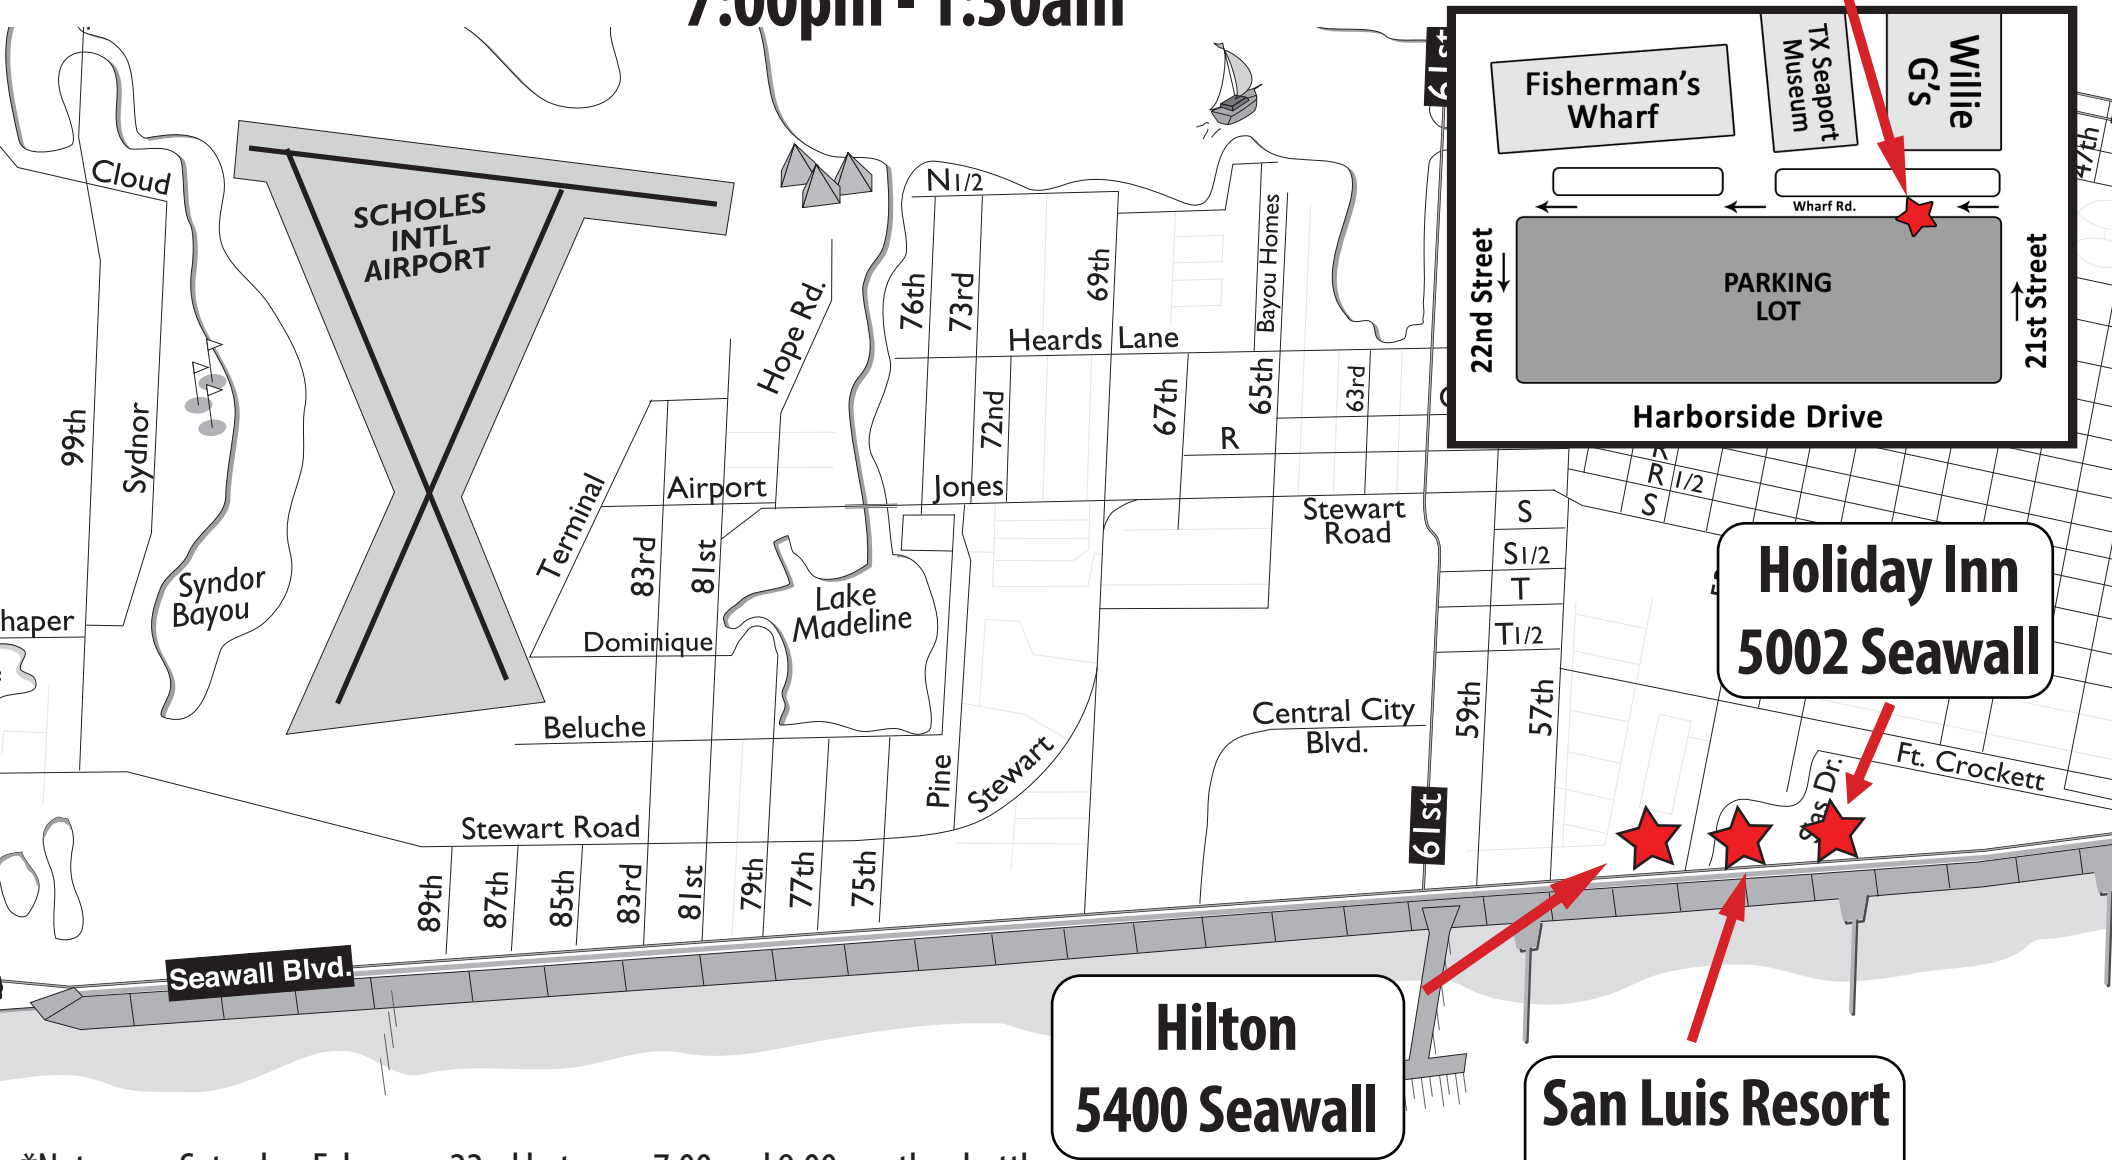 7:00pm - 1:30am
61st
Fisherman's
Wharf
TX Seaport
Museum
Willie
G's
Wharf Rd.
22nd Street
PARKING
LOT
21st Street
Harborside Drive
47th
Cloud
SCHOLES
INTL
AIRPORT
N1/2
76th
73rd
69th
Bayou Homes
Hope Rd.
Heards Lane
99th
Sydnor
72nd
67th
65th
63rd
R
R
R 1/2
S
Terminal
Airport
Jones
Stewart
Road
S
S1/2
T
T1/2
83rd
81st
Syndor
Bayou
Lake
Madeline
haper
Dominique
Holiday Inn
5002 Seawall
Beluche
Pine
Stewart
Central City
Blvd.
59th
57th
Ft. Crockett
Dr.
61st
Stewart Road
89th
87th
85th
83rd
81st
79th
77th
75th
Seawall Blvd.
Hilton
5400 Seawall
San Luis Resort